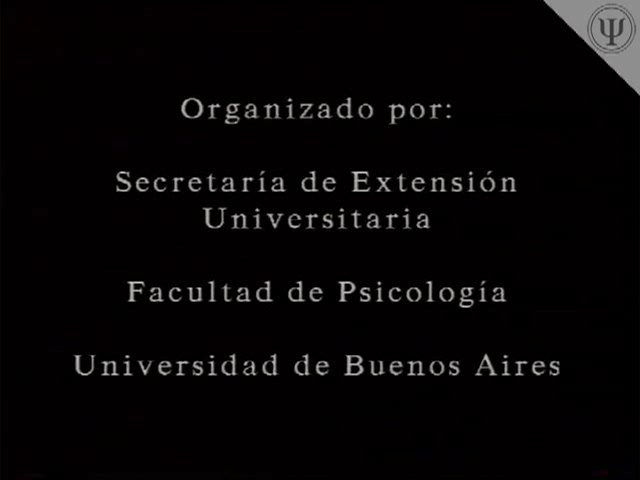 Organizado por:
Secretaría de Extensión
Universitaria
Facultad de Psicología
Universidad de Buenos Aires